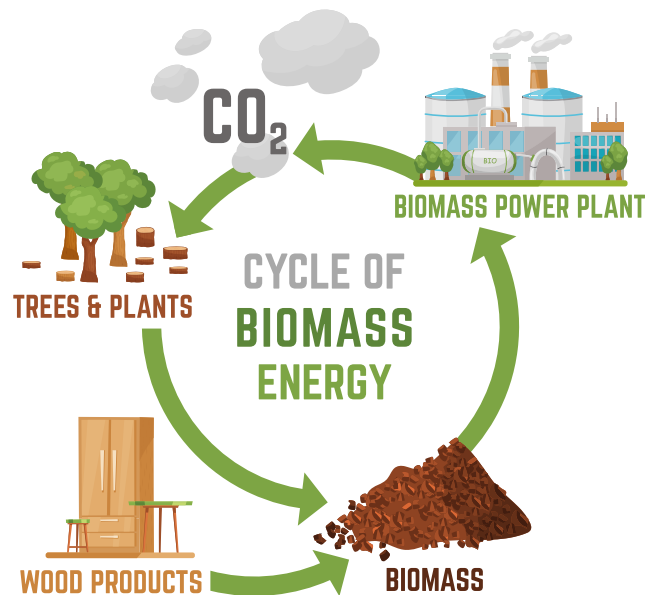 CO2
BIO
BIOMASS POWER PLANT
CYCLE OF
BIOMASS
ENERGY
TREES & PLANTS
WOOD PRODUCTS
BIOMASS